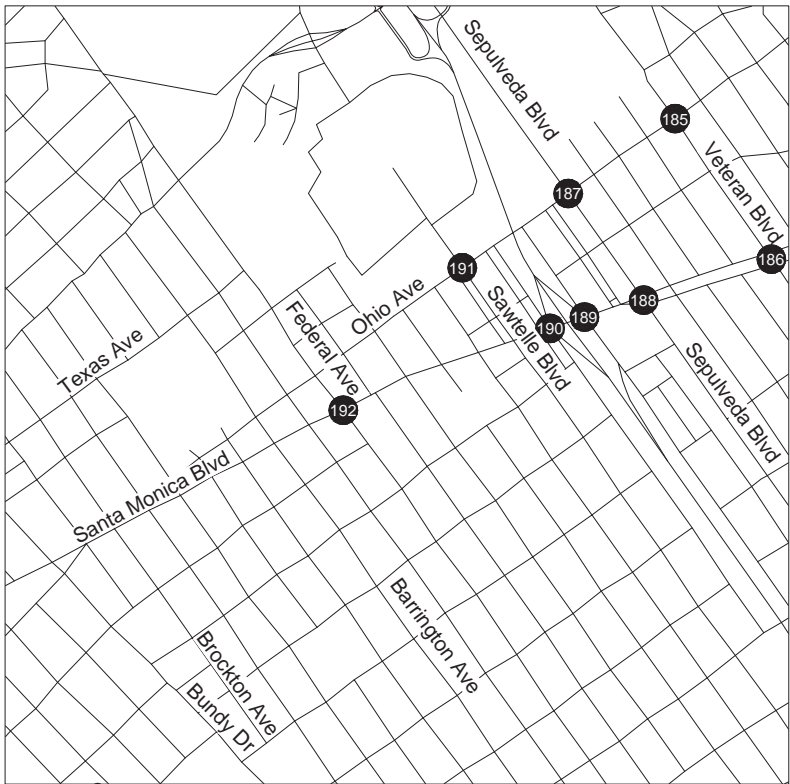 Sepulveda Blvd
185
Veteran Blvd
187
186
191
Ohio Ave
188
Sawtelle Blvd
189
190
Federal Ave
Texas Ave
Sepulveda Blvd
192
Santa Monica Blvd
Barrington Ave
Brockton Ave
Bundy Dr